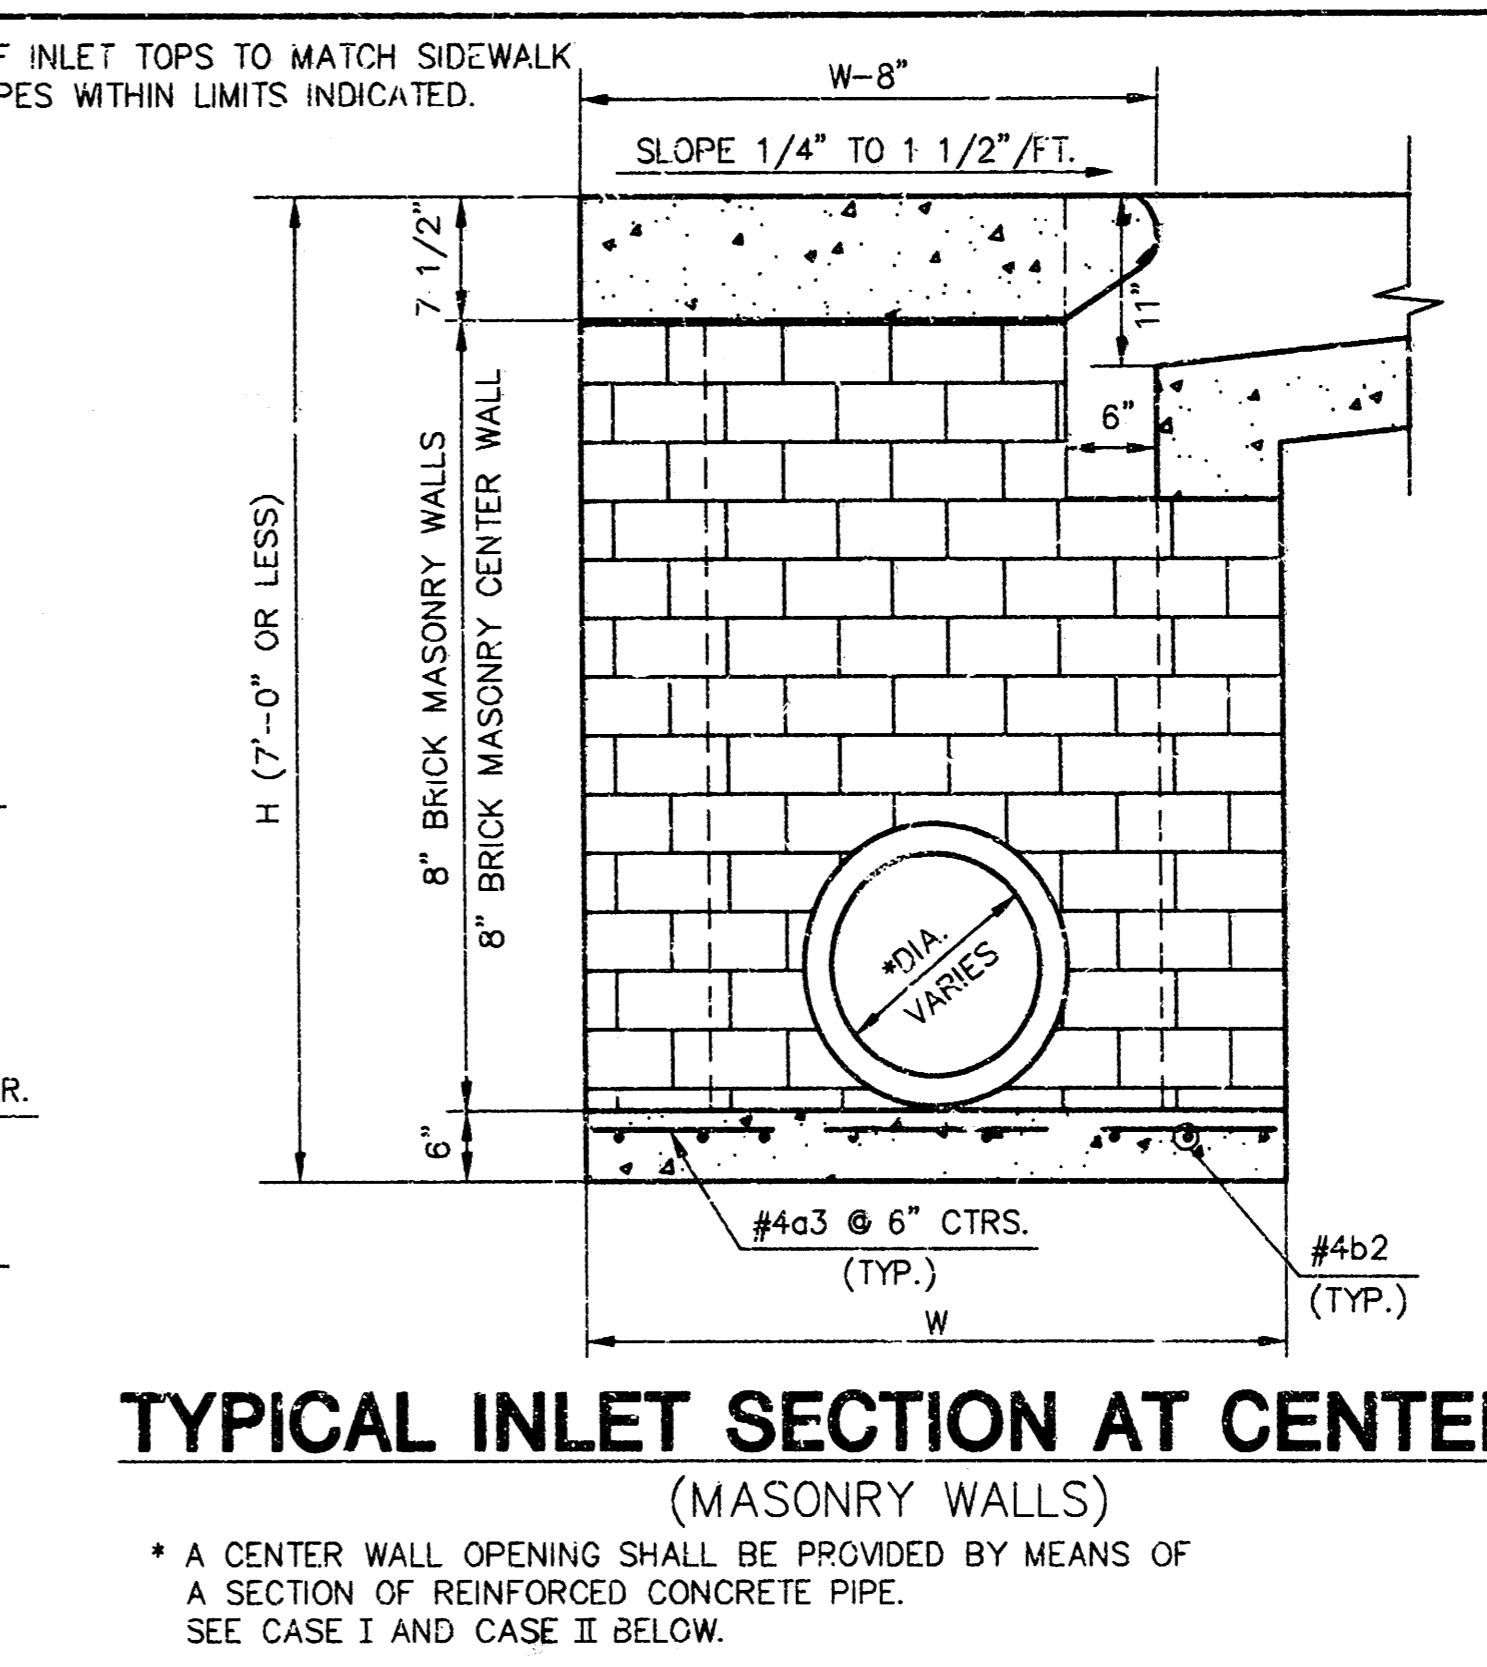 F INLET TOPS TO MATCH SIDEWALK
PES WITHIN LIMITS INDICATED.
W-8"
SLOPE 1/4" TO 1 1/2"/FT.
7 1/2"
11"
6"
H (7'--0" OR LESS)
8" BRICK MASONRY WALLS
8" BRICK MASONRY CENTER WALL
*DIA.
VARIES
R.
6"
#4a3 @ 6" CTRS.
(TYP.)
#4b2
(TYP.)
W
TYPICAL INLET SECTION AT CENTE
(MASONRY WALLS)
* A CENTER WALL OPENING SHALL BE PROVIDED BY MEANS OF
A SECTION OF REINFORCED CONCRETE PIPE.
SEE CASE I AND CASE II BELOW.